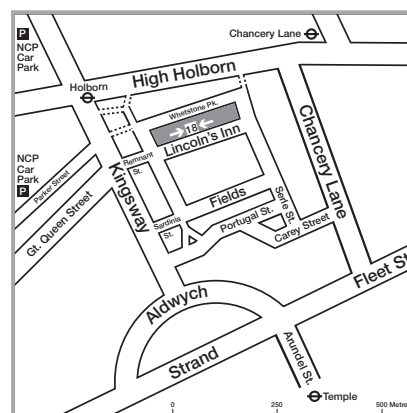 Chancery Lane
P
NCP
Car
Park
High Holborn
Holborn
Whetstone Pk.
18
Lincoln's Inn
Chancery Lane
NCP
Car
Park
P
Remnant
St.
Parker Street
Kingsway
Gt. Queen Street
Fields
Serle St.
Sardinia
St.
Portugal St.
Carey Street
Fleet St
Aldwych
Strand
Arundel St.
Temple
0
250
500 Metre